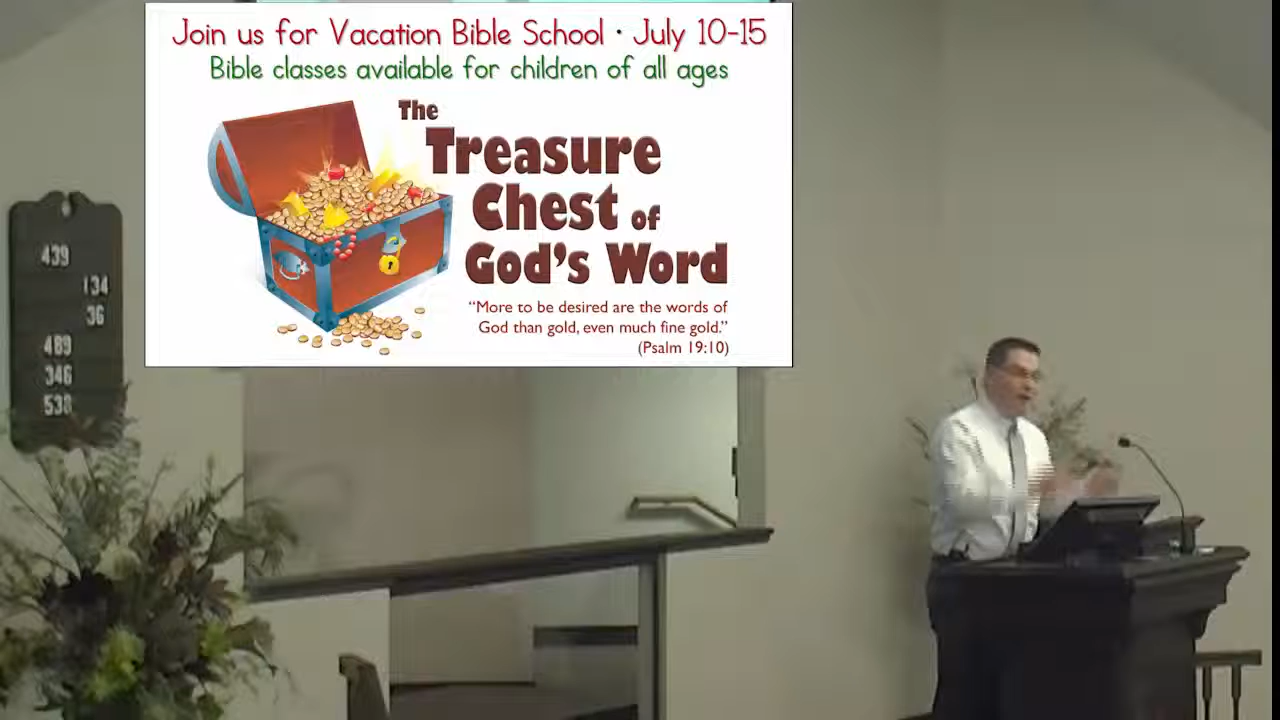 Join us for Vacation Bible School • July 10-15
Bible classes available for children of all ages
The
Treasure
Chest of
God's Word
“More to be desired are the words of
God than gold, even much fine gold.”
(Psalm 19:10)
439
134
36
489
346
538